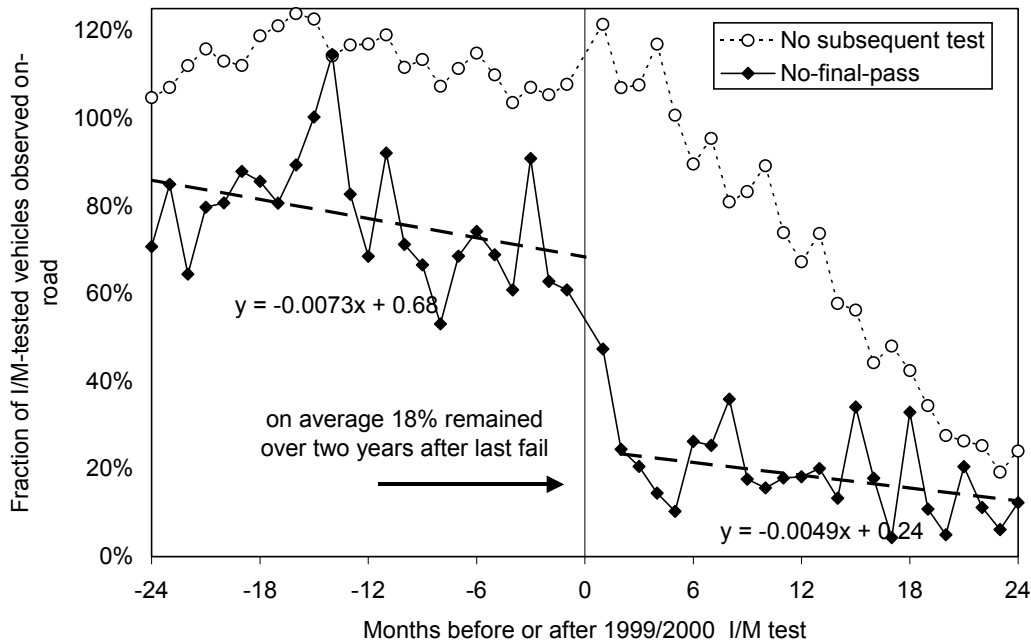 120%
100%
80%
60%
40%
20%
0%
No subsequent test
No-final-pass
y = -0.0073x + 0.68
on average 18% remained
over two years after last fail
y = -0.0049x + 0.24
-24 -18 -12 -6 0 6 12 18 24
Months before or after 1999/2000 I/M test
Fraction of I/M-tested vehicles observed on-
road